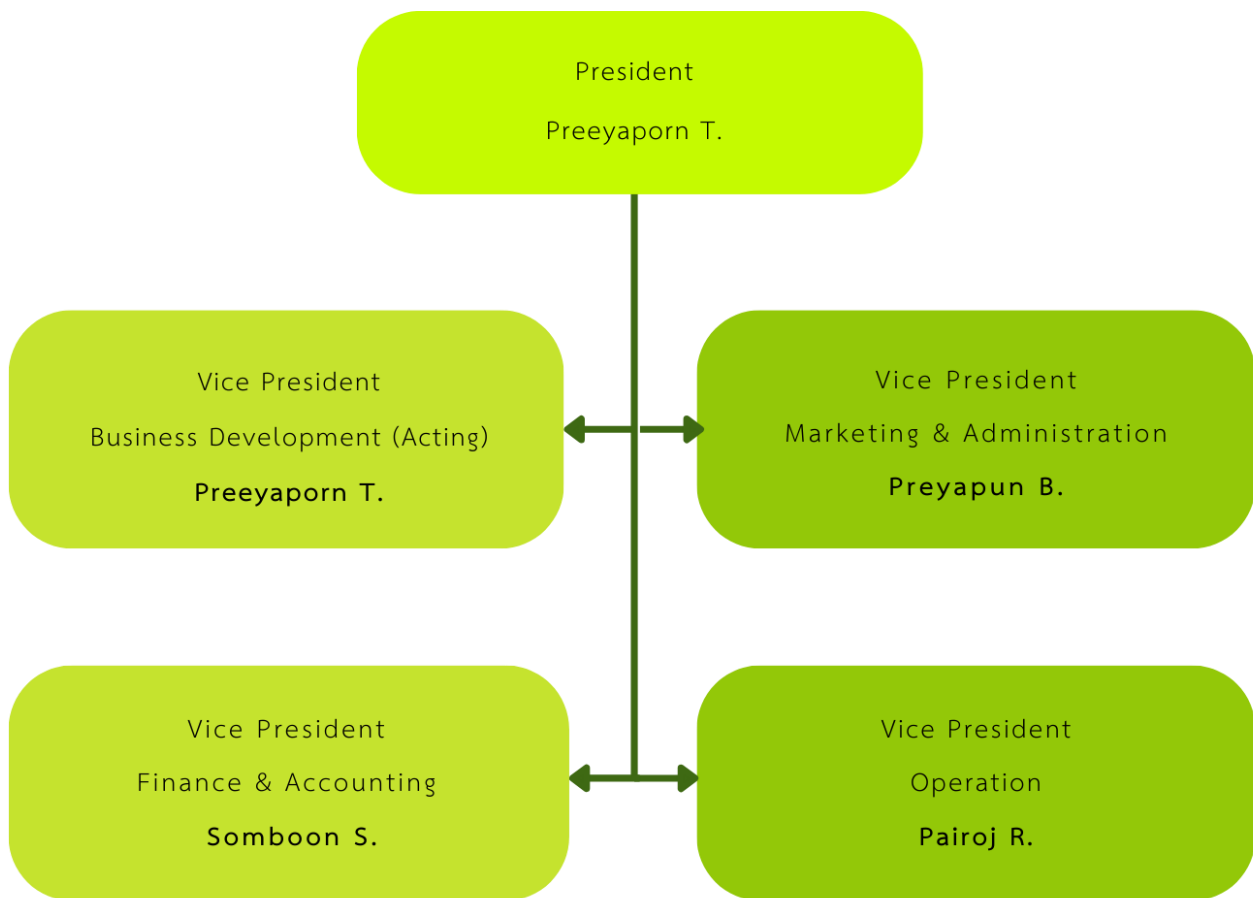 President
Preeyaporn T.
Vice President
Business Development (Acting)
Preeyaporn T.
Vice President
Marketing & Administration
Preyapun B.
Vice President
Finance & Accounting
Somboon S.
Vice President
Operation
Pairoj R.